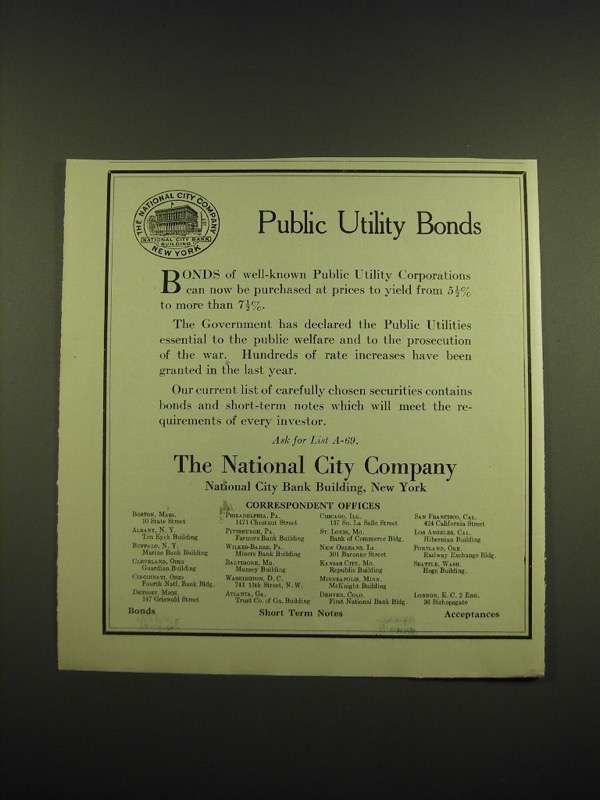 THE NATIONAL CITY COMPANY
NATIONAL CITY BANK
BUILDING
NEW YORK
Public Utility Bonds
BONDS of well-known Public Utility Corporations
can now be purchased at prices to yield from 5½%
to more than 7½%.
The Government has declared the Public Utilities
essential to the public welfare and to the prosecution
of the war. Hundreds of rate increases have been
granted in the last year.
Our current list of carefully chosen securities contains
bonds and short-term notes which will meet the re-
quirements of every investor.
Ask for List A-69.
The National City Company
National City Bank Building, New York
CORRESPONDENT OFFICES
BOSTON, MASS.
10 State Street
ALBANY, N. Y.
Ten Eyck Building
BUFFALO, N. Y.
Marine Bank Building
CLEVELAND, OHIO
Guardian Building
CINCINNATI, OHIO
Fourth Natl. Bank Bldg.
DETROIT, MICH.
147 Griswold Street
PHILADELPHIA, PA.
1421 Chestnut Street
PITTSBURGH, PA.
Farmers Bank Building
WILKES-BARRE, PA.
Miners Bank Building
BALTIMORE, MD.
Munsey Building
WASHINGTON, D. C.
741 15th Street, N. W.
ATLANTA, GA.
Trust Co. of Ga. Building
CHICAGO, ILL.
137 So. La Salle Street
ST. LOUIS, MO.
Bank of Commerce Bldg.
NEW ORLEANS, LA.
301 Baronne Street
KANSAS CITY, MO.
Republic Building
MINNEAPOLIS, MINN.
McKnight Building
DENVER, COLO.
First National Bank Bldg.
SAN FRANCISCO, CAL.
424 California Street
LOS ANGELES, CAL.
Hibernian Building
PORTLAND, ORE.
Railway Exchange Bldg.
SEATTLE, WASH.
Hoge Building.
LONDON, E. C. 2 ENG.
36 Bishopsgate
Bonds Short Term Notes Acceptances